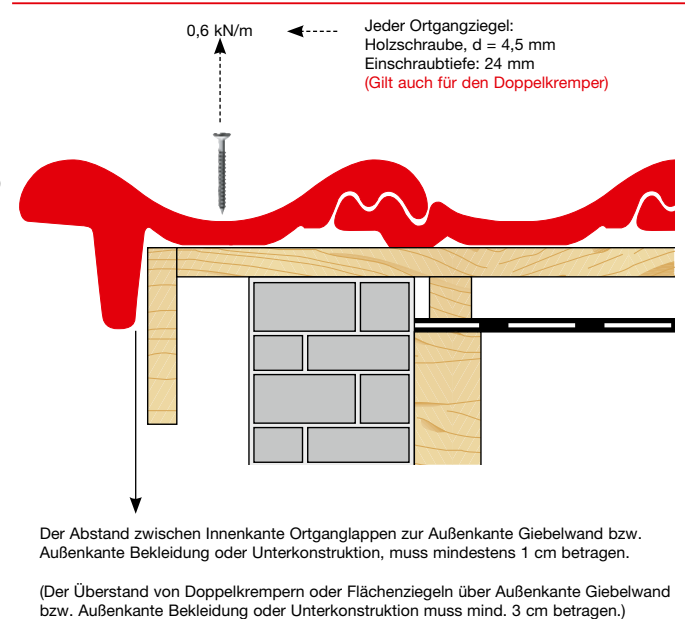 0,6 kN/m
Jeder Ortgangziegel:
Holzschraube, d = 4,5 mm
Einschraubtiefe: 24 mm
(Gilt auch für den Doppelkremper)
Der Abstand zwischen Innenkante Ortganglappen zur Außenkante Giebelwand bzw.
Außenkante Bekleidung oder Unterkonstruktion, muss mindestens 1 cm betragen.
(Der Überstand von Doppelkrempern oder Flächenziegeln über Außenkante Giebelwand
bzw. Außenkante Bekleidung oder Unterkonstruktion muss mind. 3 cm betragen.)